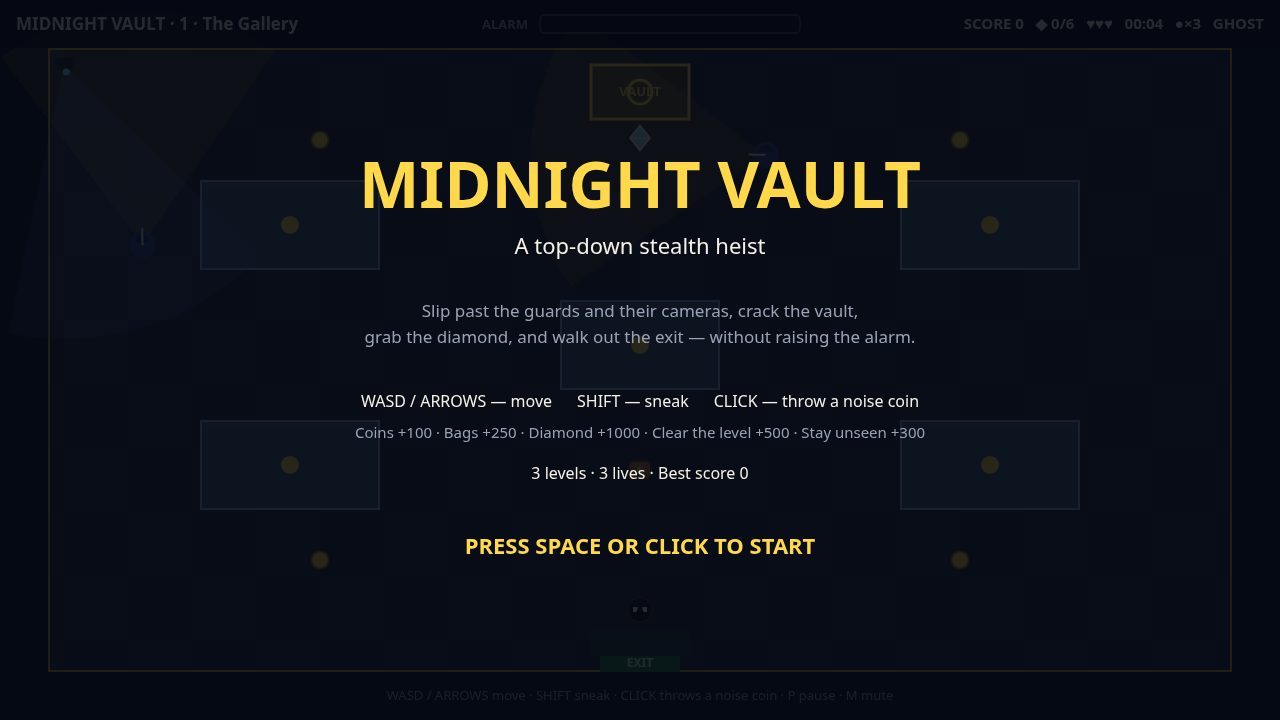 MIDNIGHT VAULT · 1 · The Gallery ALARM SCORE 0 ◆ 0/6 ♥♥♥ 00:04 ●×3 GHOST
VAULT
MIDNIGHT VAULT
A top-down stealth heist
Slip past the guards and their cameras, crack the vault,
grab the diamond, and walk out the exit — without raising the alarm.
WASD / ARROWS — move SHIFT — sneak CLICK — throw a noise coin
Coins +100 · Bags +250 · Diamond +1000 · Clear the level +500 · Stay unseen +300
3 levels · 3 lives · Best score 0
PRESS SPACE OR CLICK TO START
EXIT
WASD / ARROWS move · SHIFT sneak · CLICK throws a noise coin · P pause · M mute